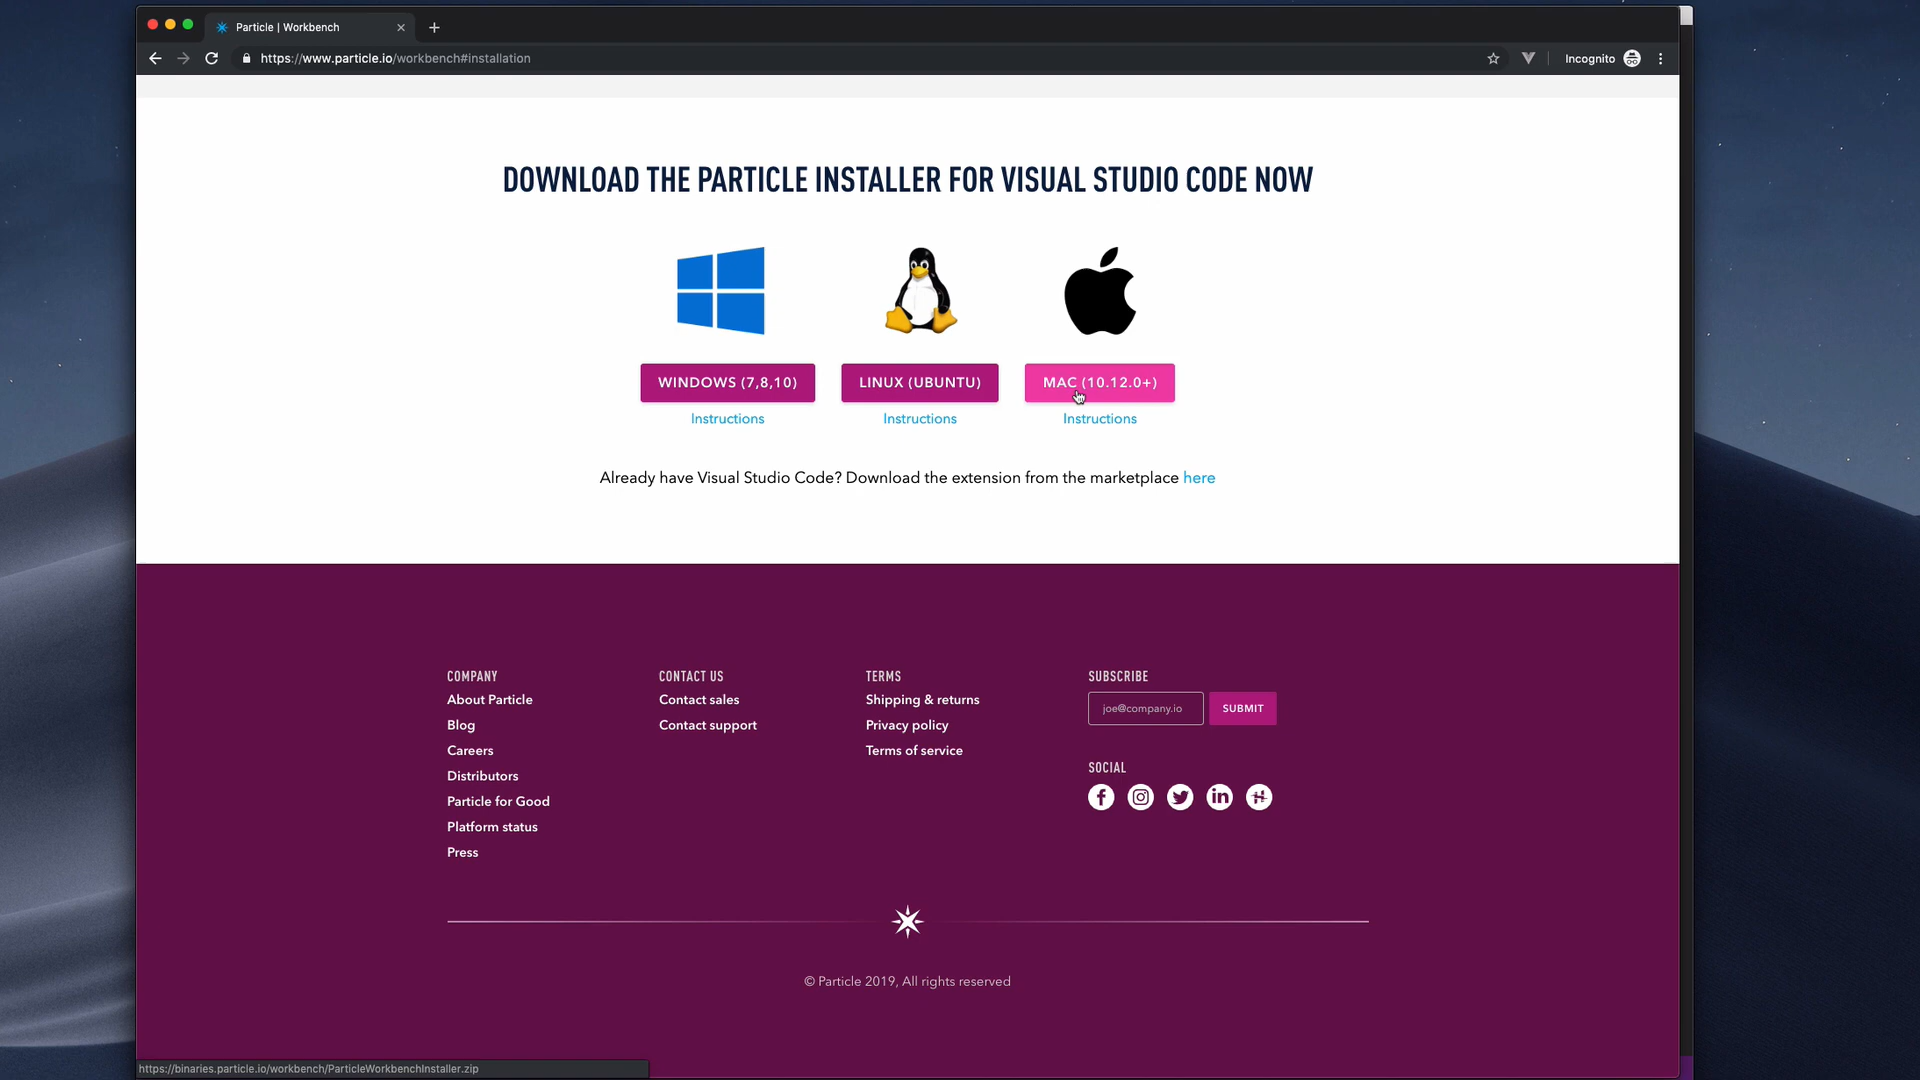 Particle | Workbench
https://www.particle.io/workbench#installation
Incognito
DOWNLOAD THE PARTICLE INSTALLER FOR VISUAL STUDIO CODE NOW
WINDOWS (7,8,10)
LINUX (UBUNTU)
MAC (10.12.0+)
Instructions
Instructions
Instructions
Already have Visual Studio Code? Download the extension from the marketplace here
COMPANY
About Particle
Blog
Careers
Distributors
Particle for Good
Platform status
Press
CONTACT US
Contact sales
Contact support
TERMS
Shipping & returns
Privacy policy
Terms of service
SUBSCRIBE
joe@company.io
SUBMIT
SOCIAL
© Particle 2019, All rights reserved
https://binaries.particle.io/workbench/ParticleWorkbenchInstaller.zip